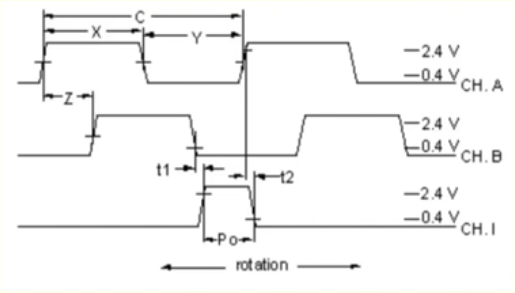 C
X
Y
2.4 V
0.4 V
CH. A
Z
2.4 V
0.4 V
CH. B
t1
t2
2.4 V
0.4 V
CH. I
Po
rotation